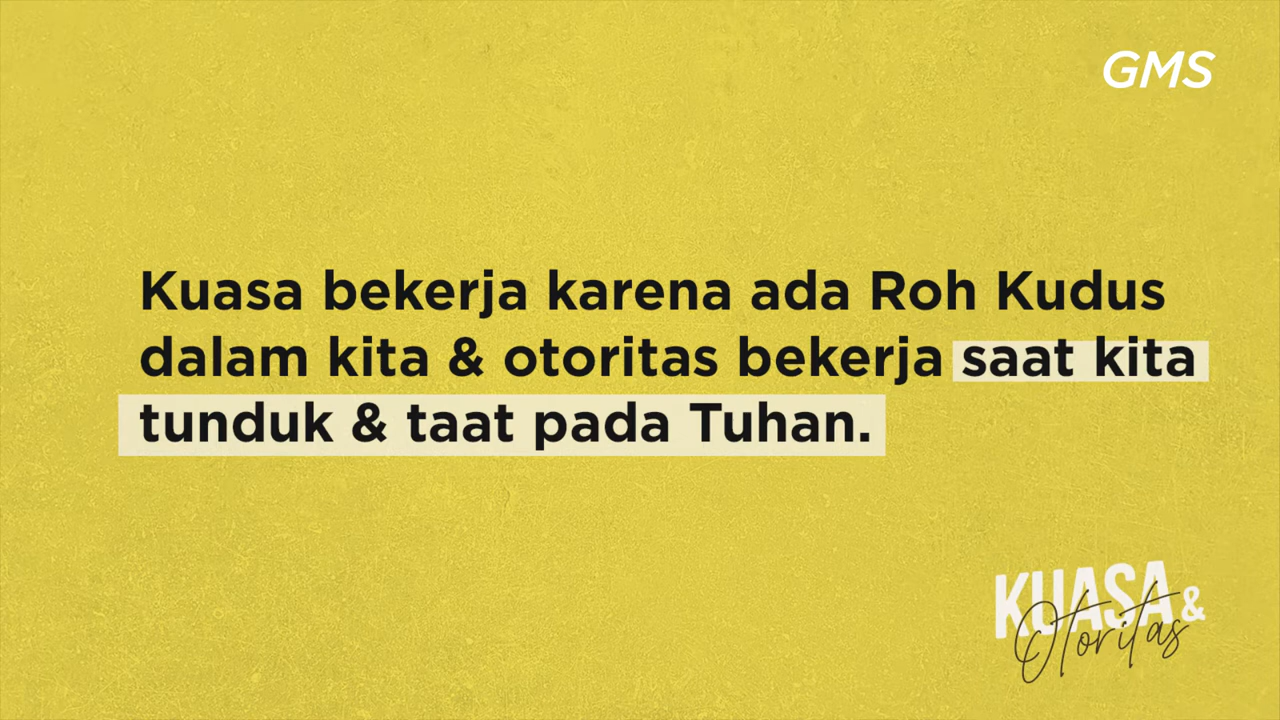 GMS
Kuasa bekerja karena ada Roh Kudus
dalam kita & otoritas bekerja saat kita
tunduk & taat pada Tuhan.
KUASA &
Otoritas